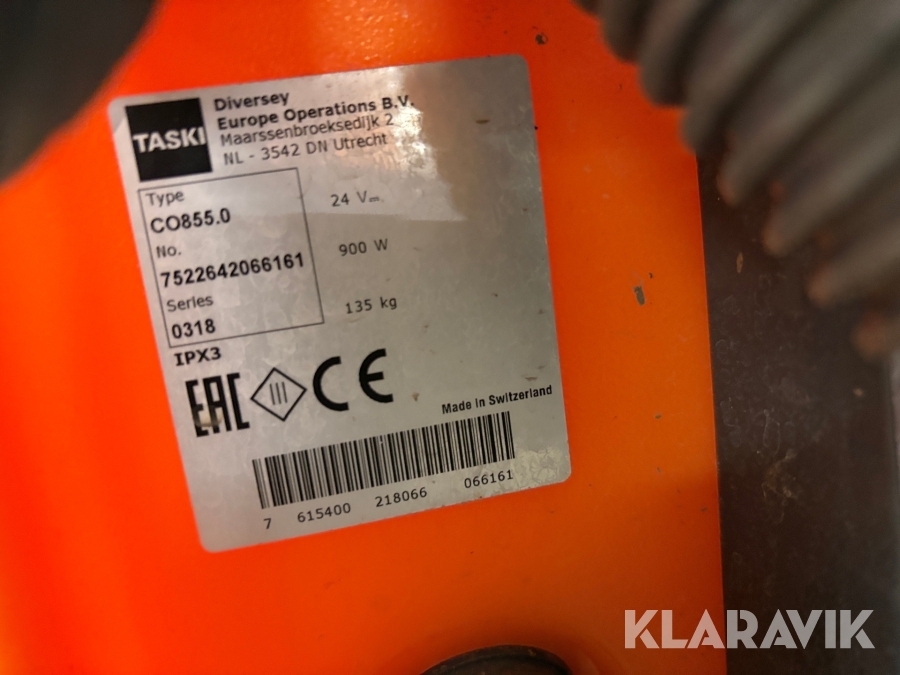 TASKI
Diversey
Europe Operations B.V.
Maarssenbroeksedijk 2
NL - 3542 DN Utrecht
Type
CO855.0
No.
7522642066161
Series
0318
24 V⎓
900 W
135 kg
IPX3
EAC III CE
Made in Switzerland
7 615400 218066 066161
KLARAVIK